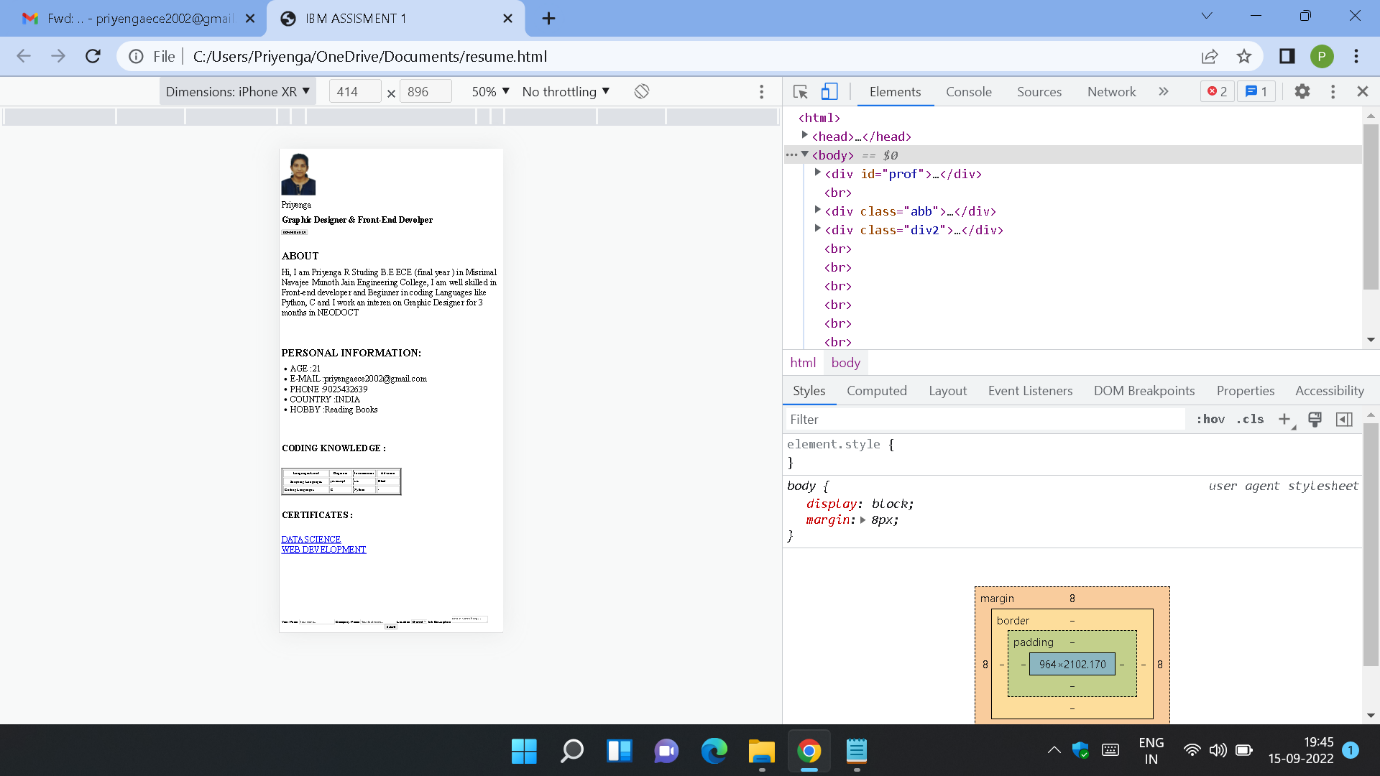 Fwd: .. - priyengaece2002@gmail
IBM ASSISMENT 1
File
C:/Users/Priyenga/OneDrive/Documents/resume.html
P
Dimensions: iPhone XR
414 × 896
50%
No throttling
Elements
Console
Sources
Network
2
1
<html>
<head>…</head>
<body> == $0
<div id="prof">…</div>
<br>
<div class="abb">…</div>
<div class="div2">…</div>
<br>
<br>
<br>
<br>
<br>
<br>
html
body
Styles
Computed
Layout
Event Listeners
DOM Breakpoints
Properties
Accessibility
Filter
:hov
.cls
element.style {
}
body {
user agent stylesheet
display: block;
margin: 8px;
}
margin
8
border
–
padding
–
8
–
–
964×2102.170
–
–
8
–
–
Priyenga
Graphic Designer & Front-End Devolper
ABOUT
Hi, I am Priyenga R Studing B.E ECE (final year ) in Misrimal
Navajee Munoth Jain Engineering College, I am well skilled in
Front-end developer and Beginner in coding Languages like
Python, C and I work an interen on Graphic Designer for 3
months in NEODOCT
PERSONAL INFORMATION:
• AGE :21
• E-MAIL :priyengaece2002@gmail.com
• PHONE :9025432639
• COUNTRY :INDIA
• HOBBY :Reading Books
CODING KNOWLEDGE :
CERTIFICATES :
DATASCIENCE
WEB DEVELOPMENT
ENG
IN
19:45
15-09-2022
1